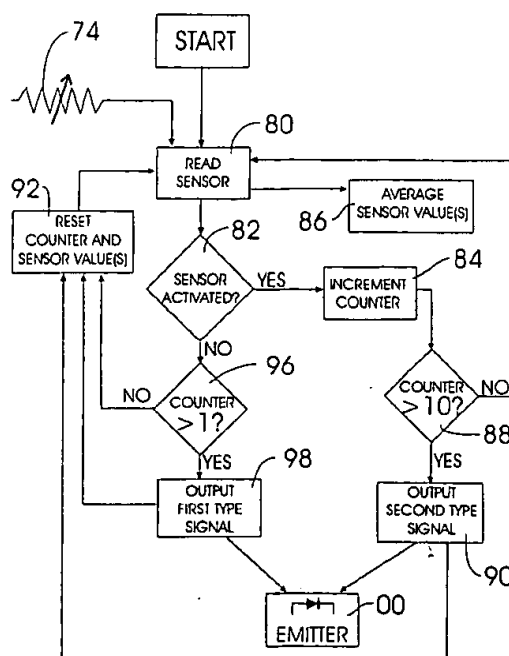 74
START
80
READ
SENSOR
92
RESET
COUNTER AND
SENSOR VALUE(S)
AVERAGE
SENSOR VALUE(S)
86
82
SENSOR
ACTIVATED?
YES
84
INCREMENT
COUNTER
NO
96
COUNTER
> 1?
NO
YES
COUNTER
> 10?
NO
88
YES
98
OUTPUT
FIRST TYPE
SIGNAL
OUTPUT
SECOND TYPE
SIGNAL
90
00
EMITTER